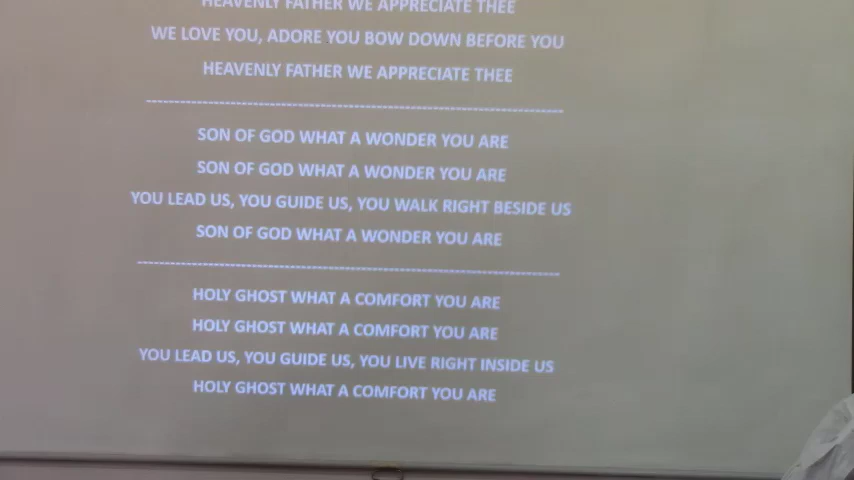 HEAVENLY FATHER WE APPRECIATE THEE
WE LOVE YOU, ADORE YOU BOW DOWN BEFORE YOU
HEAVENLY FATHER WE APPRECIATE THEE
----------------------------------------------------------------------
SON OF GOD WHAT A WONDER YOU ARE
SON OF GOD WHAT A WONDER YOU ARE
YOU LEAD US, YOU GUIDE US, YOU WALK RIGHT BESIDE US
SON OF GOD WHAT A WONDER YOU ARE
----------------------------------------------------------------------
HOLY GHOST WHAT A COMFORT YOU ARE
HOLY GHOST WHAT A COMFORT YOU ARE
YOU LEAD US, YOU GUIDE US, YOU LIVE RIGHT INSIDE US
HOLY GHOST WHAT A COMFORT YOU ARE